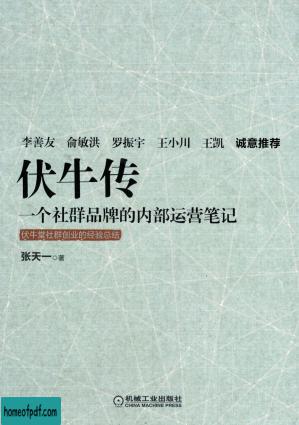 李善友 俞敏洪 罗振宇 王小川 王凯 诚意推荐
伏牛传
一个社群品牌的内部运营笔记
伏牛堂社群创业的经验总结
张天一◎著
机械工业出版社
CHINA MACHINE PRESS
homeofpdf.com